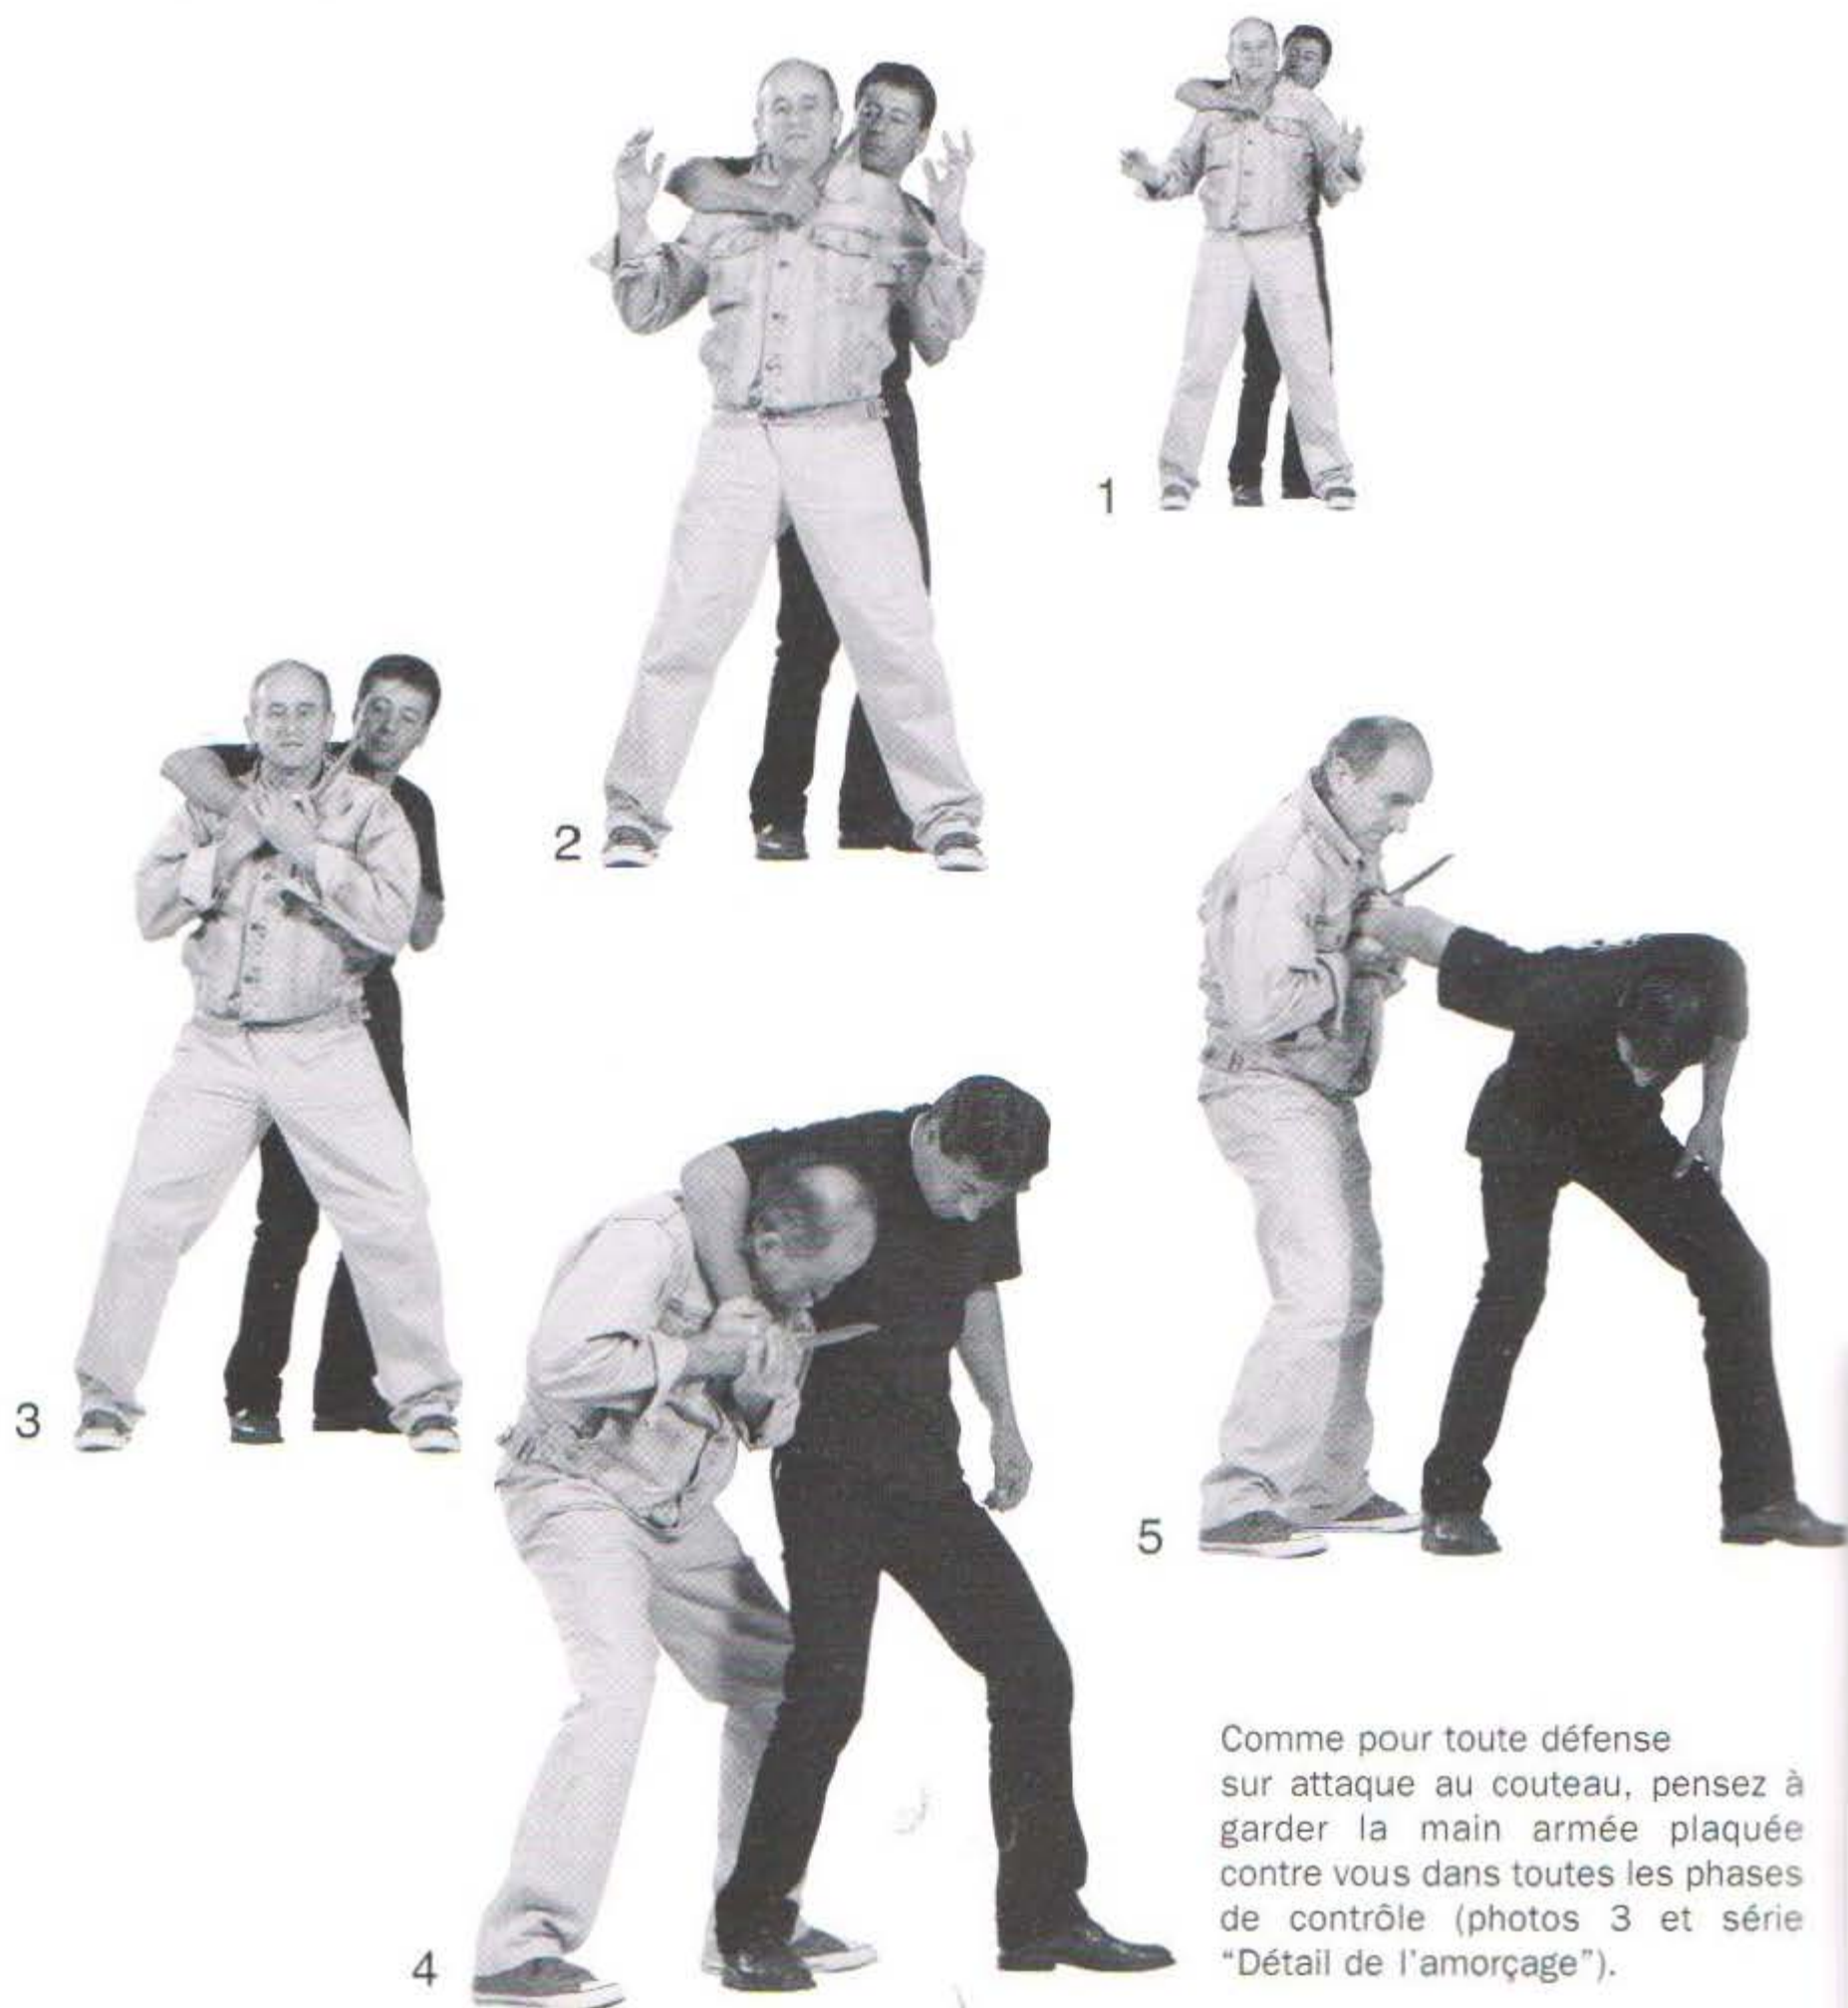 1
2
3
4
5
Comme pour toute défense
sur attaque au couteau, pensez à
garder la main armée plaquée
contre vous dans toutes les phases
de contrôle (photos 3 et série
“Détail de l'amorçage”).